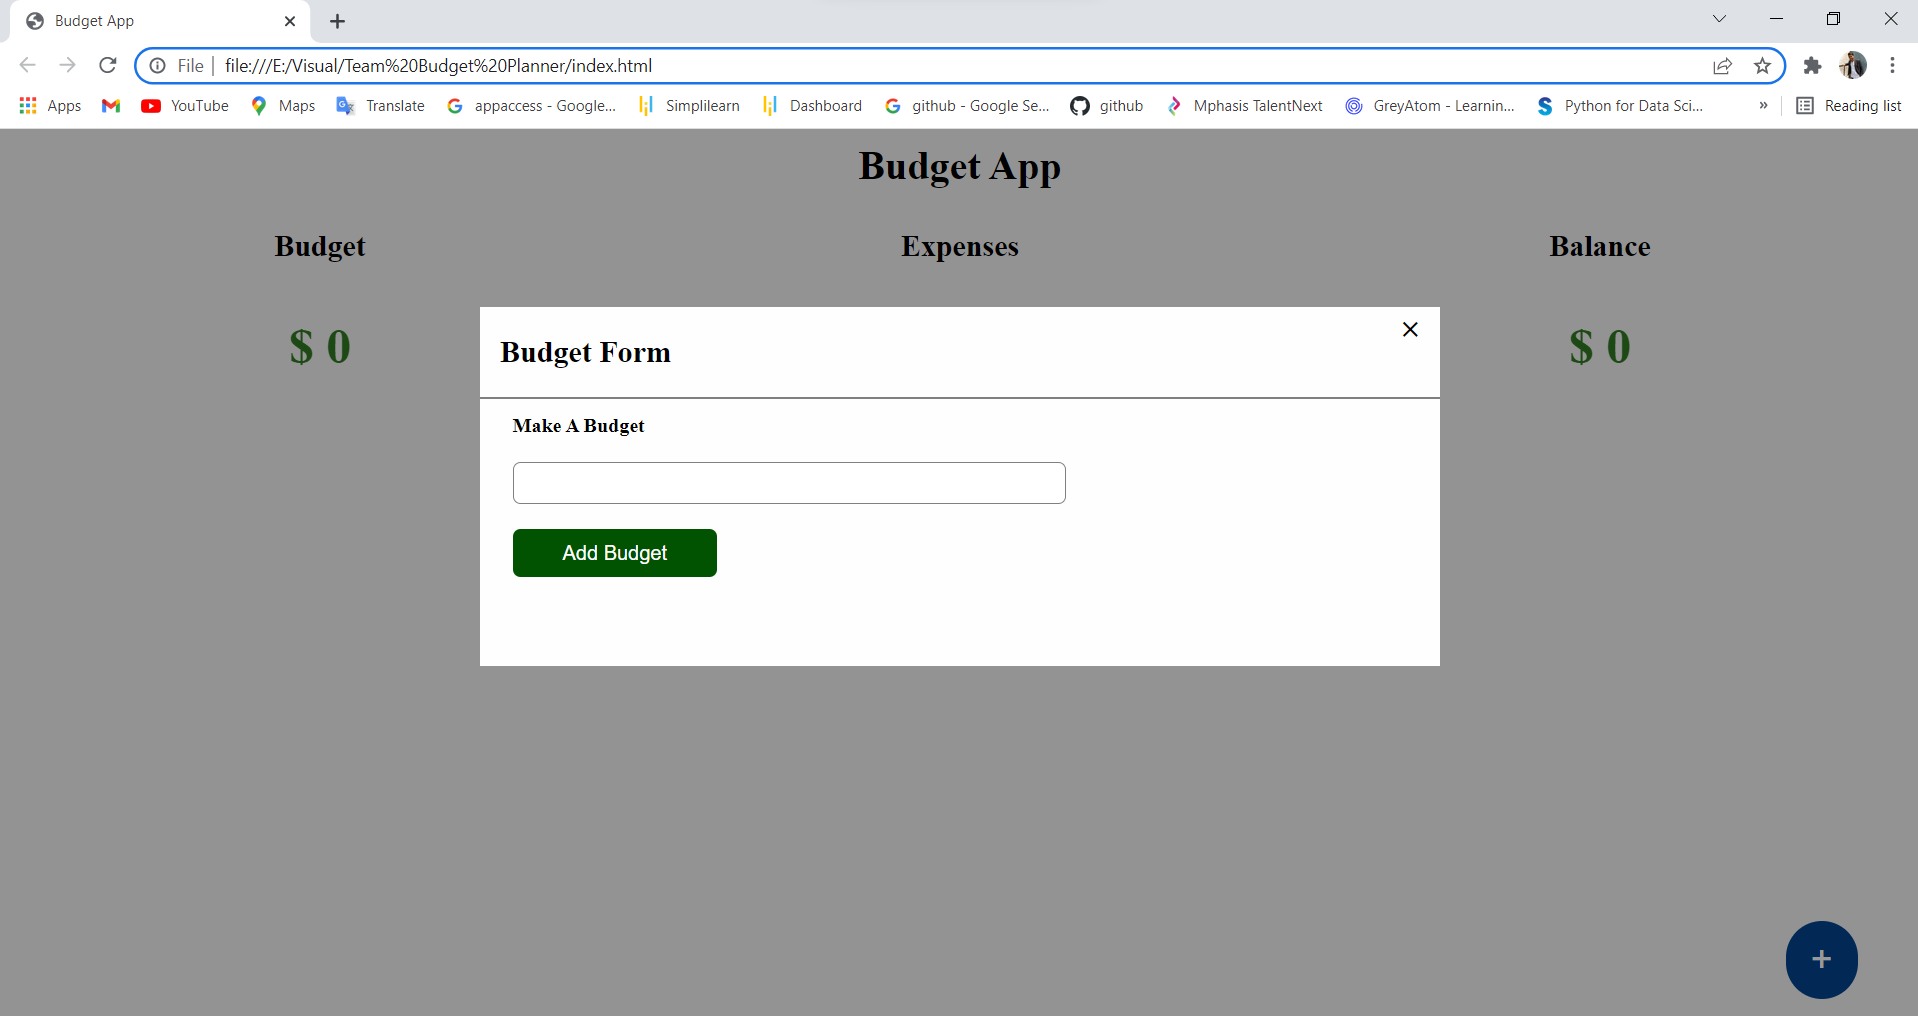 Budget App
File | file:///E:/Visual/Team%20Budget%20Planner/index.html
Apps YouTube Maps Translate appaccess - Google... Simplilearn Dashboard github - Google Se... github Mphasis TalentNext GreyAtom - Learnin... Python for Data Sci... » Reading list
Budget App
Budget Expenses Balance
$ 0 $ 0
Budget Form
Make A Budget
Add Budget
+